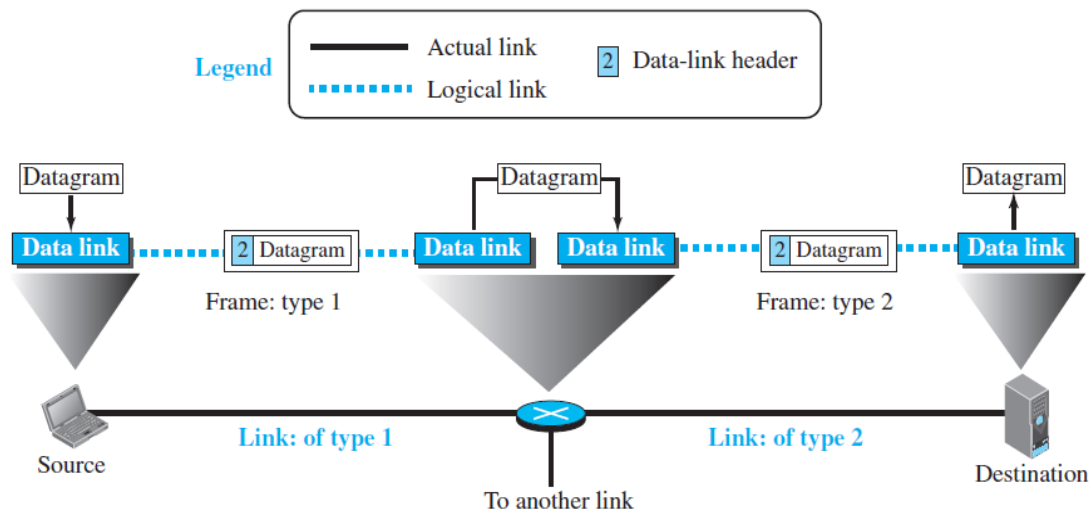 Legend
Actual link
Logical link
2 Data-link header
Datagram
Datagram
Datagram
Data link
2 Datagram
Data link
Data link
2 Datagram
Data link
Frame: type 1
Frame: type 2
Link: of type 1
Link: of type 2
Source
Destination
To another link